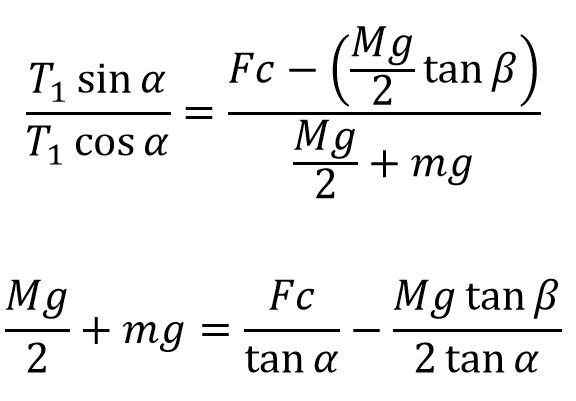 T₁ sin α / T₁ cos α = (Fc − (Mg/2 tan β)) / (Mg/2 + mg)
Mg/2 + mg = Fc / tan α − Mg tan β / 2 tan α